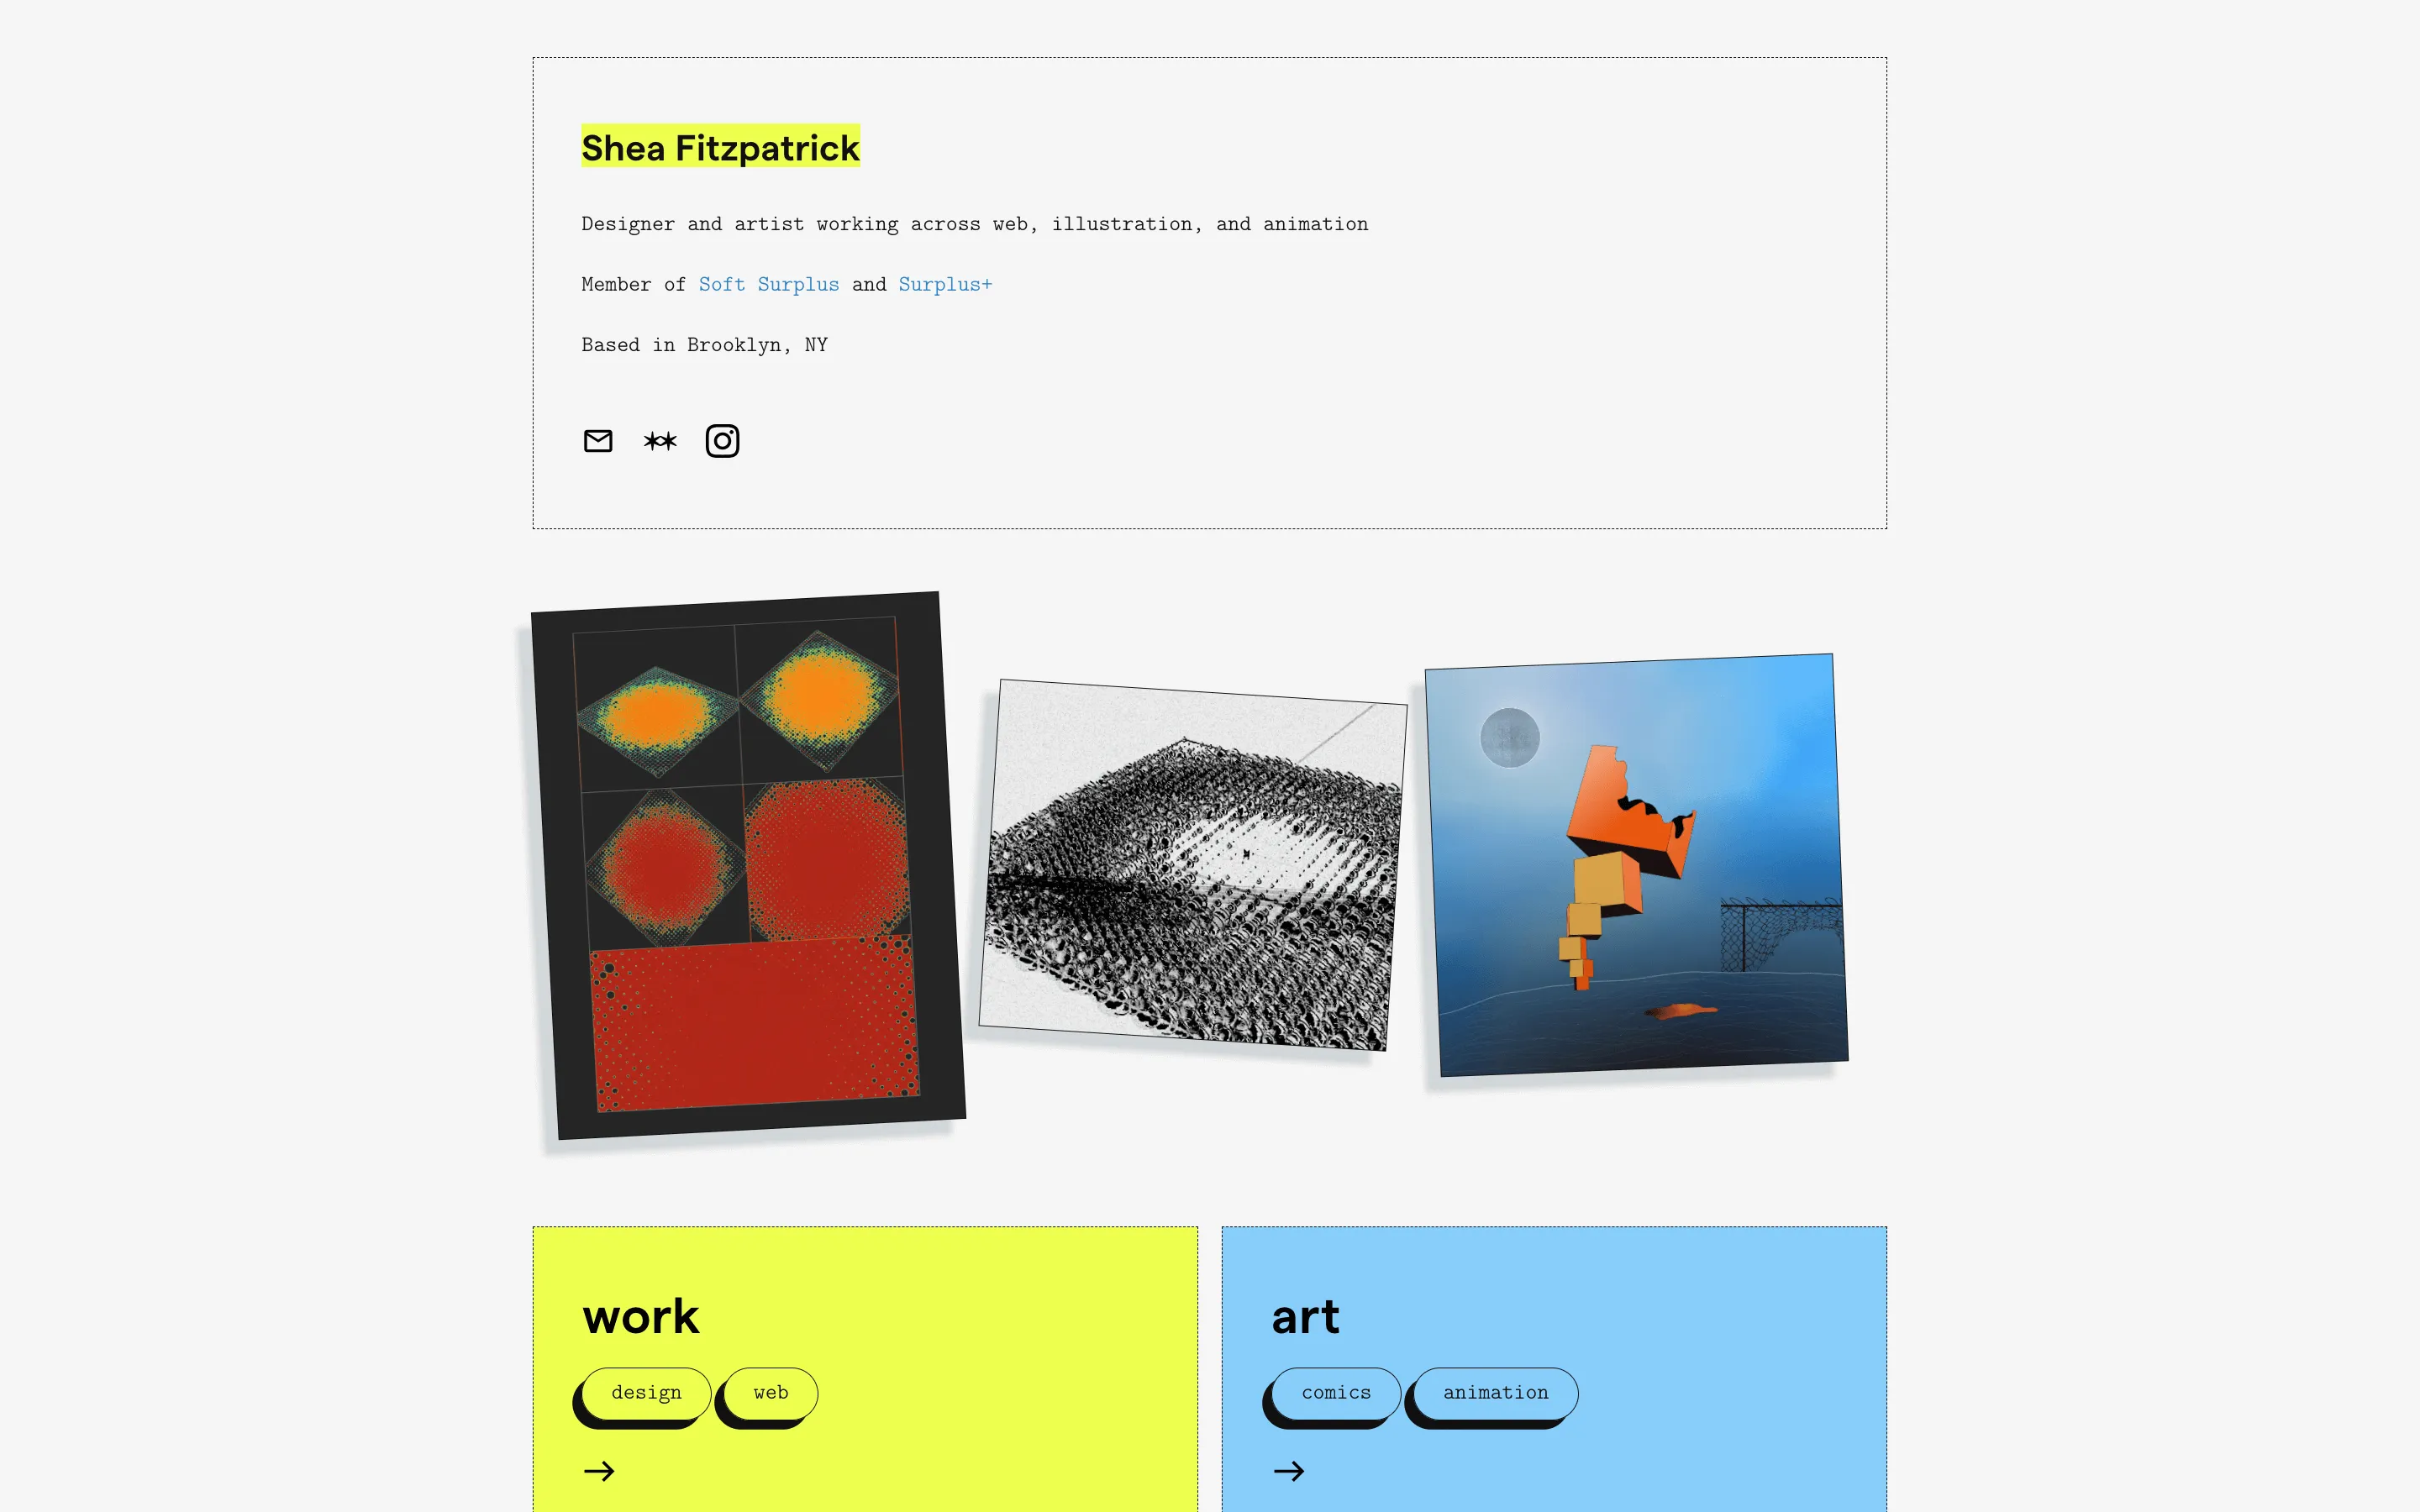 Shea Fitzpatrick
Designer and artist working across web, illustration, and animation
Member of Soft Surplus and Surplus+
Based in Brooklyn, NY
work
design web
art
comics animation